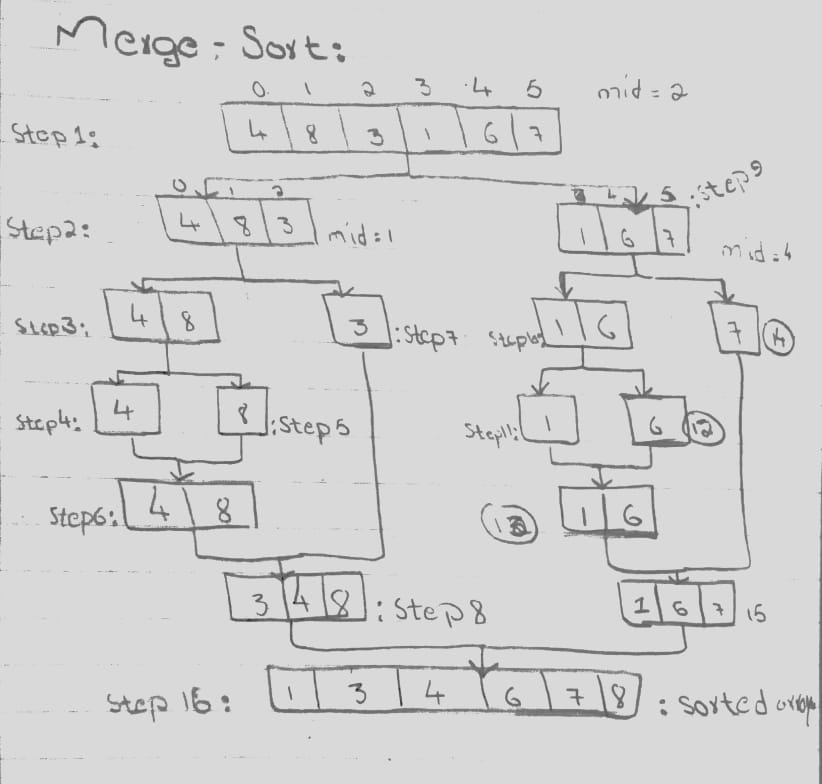 Merge - Sort:
0 1 2 3 4 5 mid = 2
Step 1: 4 8 3 1 6 7
0 1 2 3 4 5 : Step 9
Step2: 4 8 3 mid=1 1 6 7 mid=4
Step3: 4 8 3 :Step7 1 6 7 14
Step4: 4 8 :Step5 Step11: 1 6 12
Step6: 4 8 13 1 6
3 4 8 : Step 8 1 6 7 15
Step 16: 1 3 4 6 7 8 : sorted array